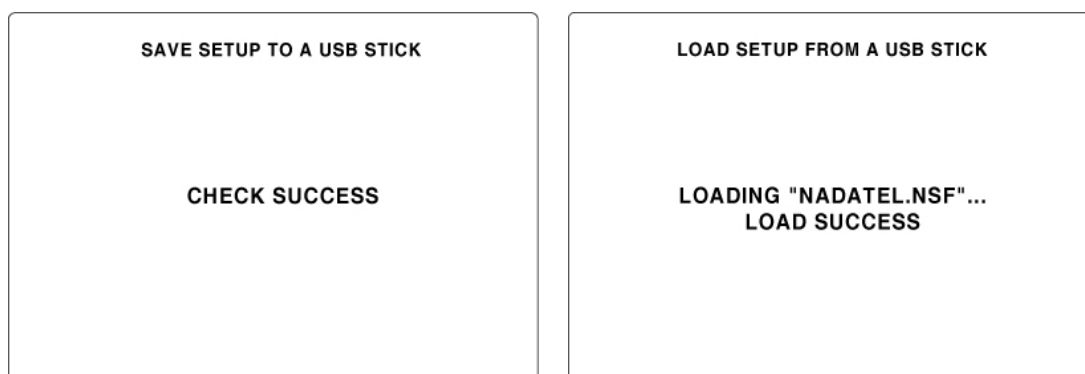 SAVE SETUP TO A USB STICK
CHECK SUCCESS
LOAD SETUP FROM A USB STICK
LOADING "NADATEL.NSF"...
LOAD SUCCESS